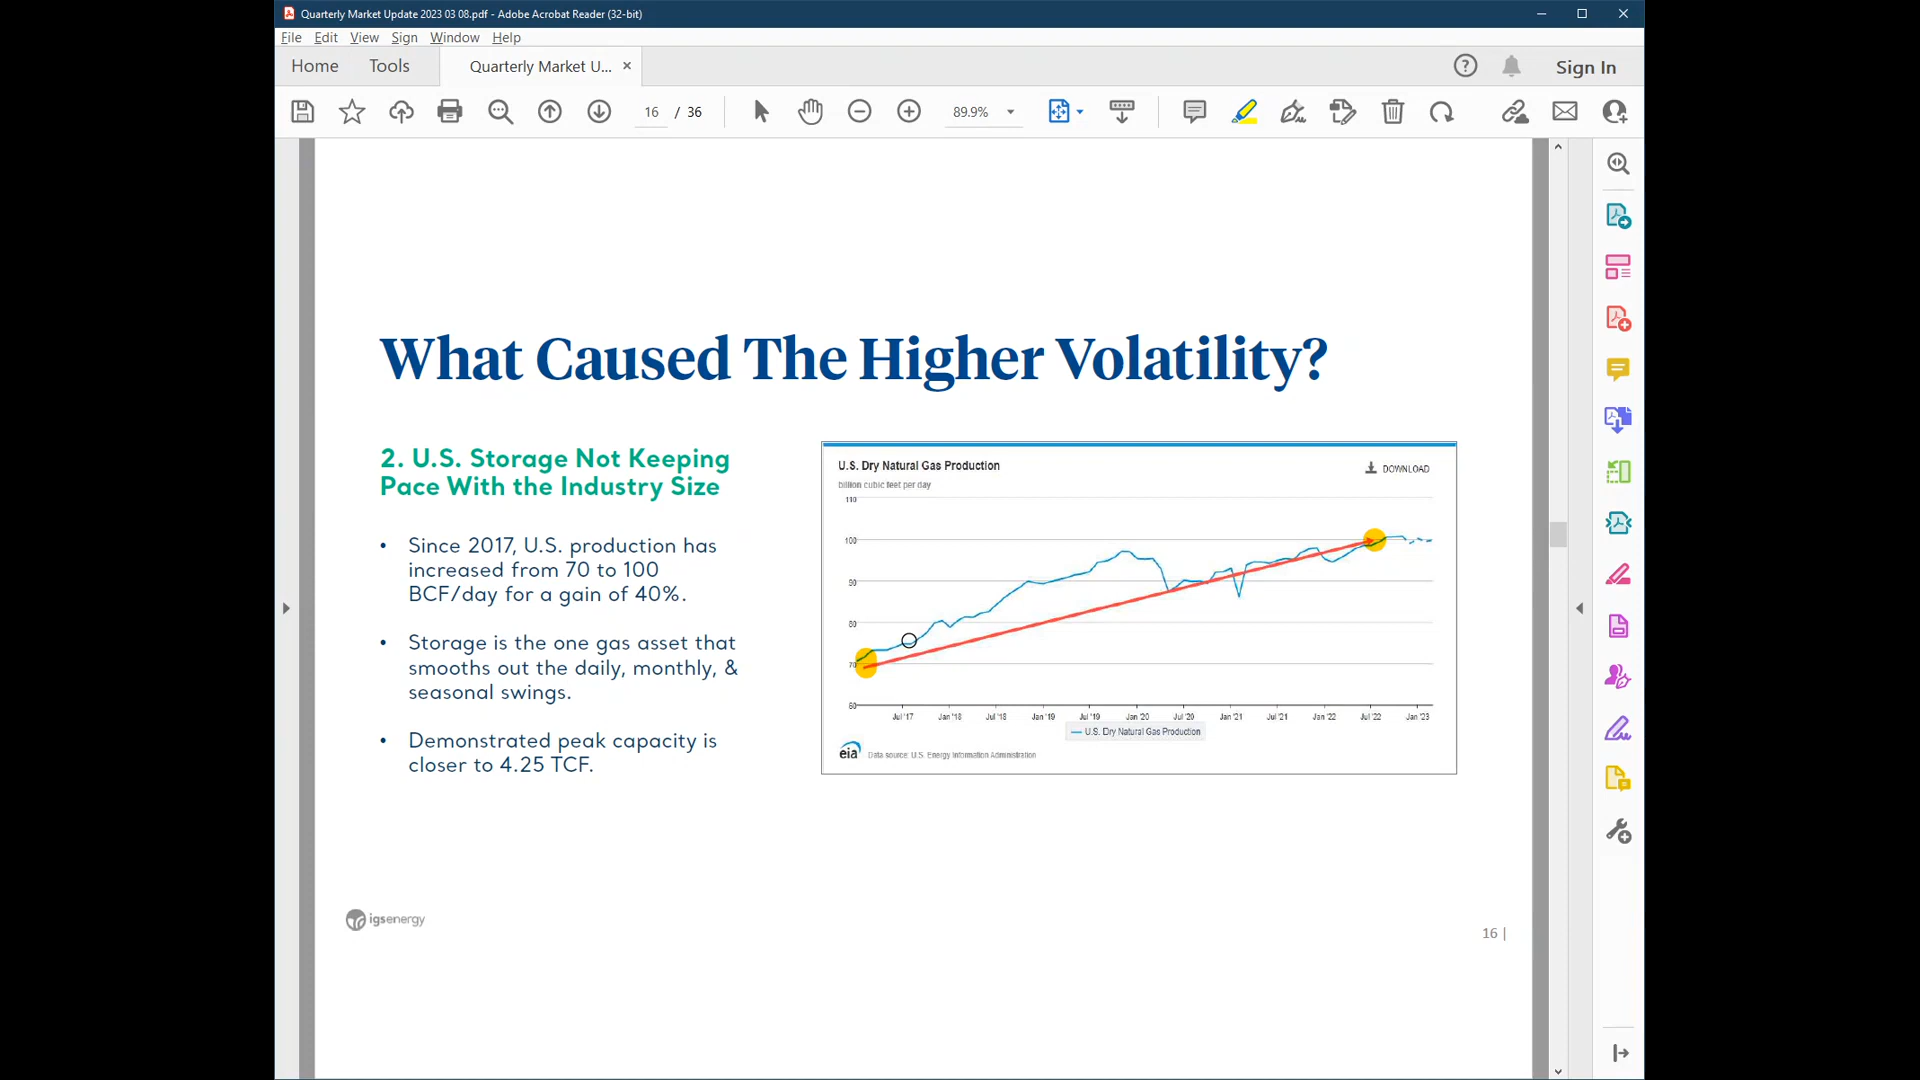 Quarterly Market Update 2023 03 08.pdf - Adobe Acrobat Reader (32-bit)
File Edit View Sign Window Help
Home Tools Quarterly Market U... Sign In
16 / 36 89.9%
What Caused The Higher Volatility?
2. U.S. Storage Not Keeping
Pace With the Industry Size
• Since 2017, U.S. production has
increased from 70 to 100
BCF/day for a gain of 40%.
• Storage is the one gas asset that
smooths out the daily, monthly, &
seasonal swings.
• Demonstrated peak capacity is
closer to 4.25 TCF.
U.S. Dry Natural Gas Production
DOWNLOAD
billion cubic feet per day
110
100
90
80
70
60
Jul '17 Jan '18 Jul '18 Jan '19 Jul '19 Jan '20 Jul '20 Jan '21 Jul '21 Jan '22 Jul '22 Jan '23
U.S. Dry Natural Gas Production
eia Data source: U.S. Energy Information Administration
igsenergy
16 |